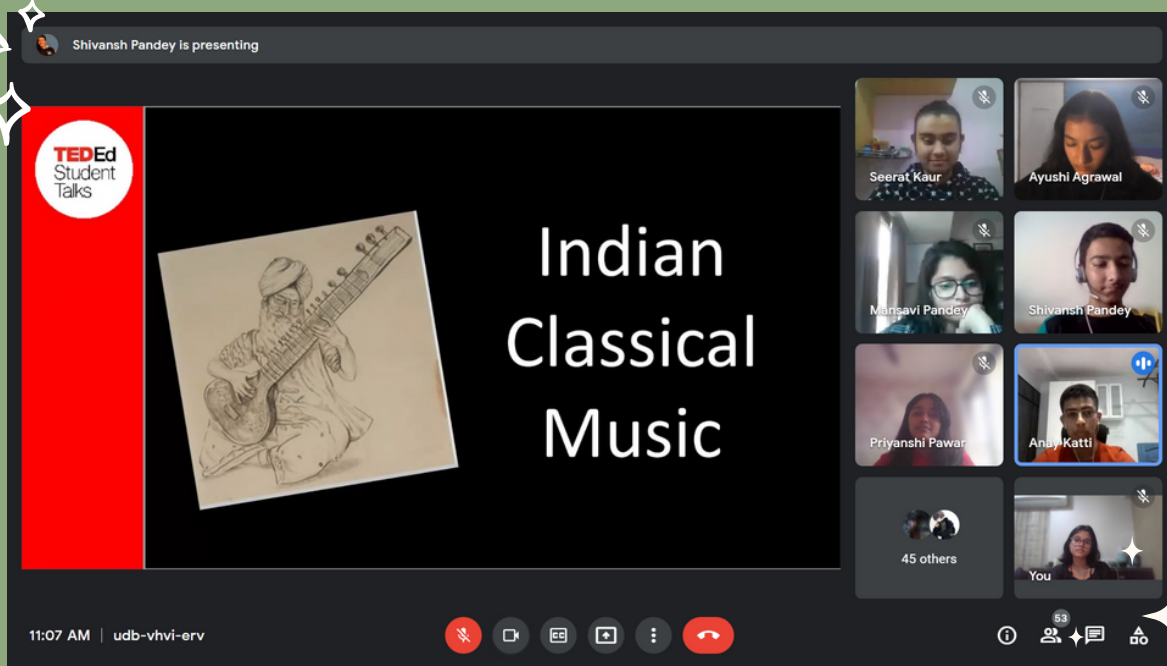 Shivansh Pandey is presenting
TEDEd
Student
Talks
Indian
Classical
Music
Seerat Kaur
Ayushi Agrawal
Mansavi Pandey
Shivansh Pandey
Priyanshi Pawar
Anay Katti
45 others
You
11:07 AM | udb-vhvi-erv
CC
53